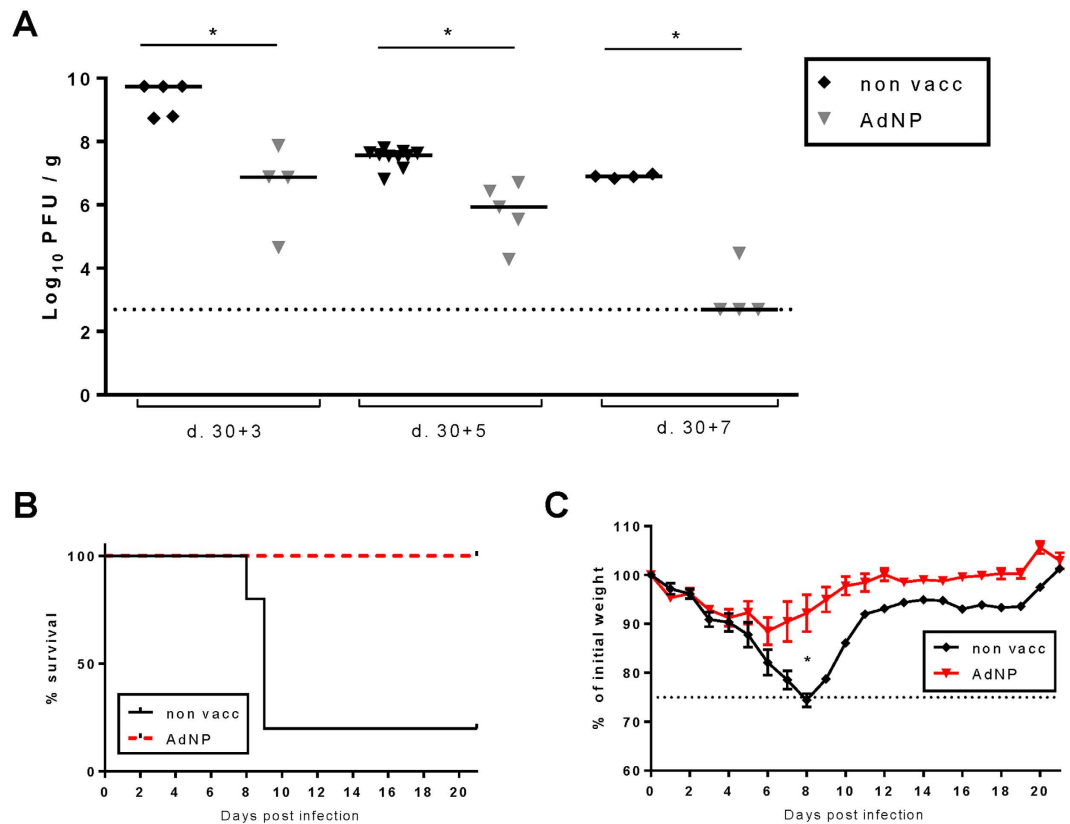 A
*
*
*
non vacc
AdNP
Log10 PFU / g
10
8
6
4
2
0
d. 30+3
d. 30+5
d. 30+7
B
% survival
100
50
0
non vacc
AdNP
0 2 4 6 8 10 12 14 16 18 20
Days post infection
C
% of initial weight
110
100
90
80
70
60
*
non vacc
AdNP
0 2 4 6 8 10 12 14 16 18 20
Days post infection